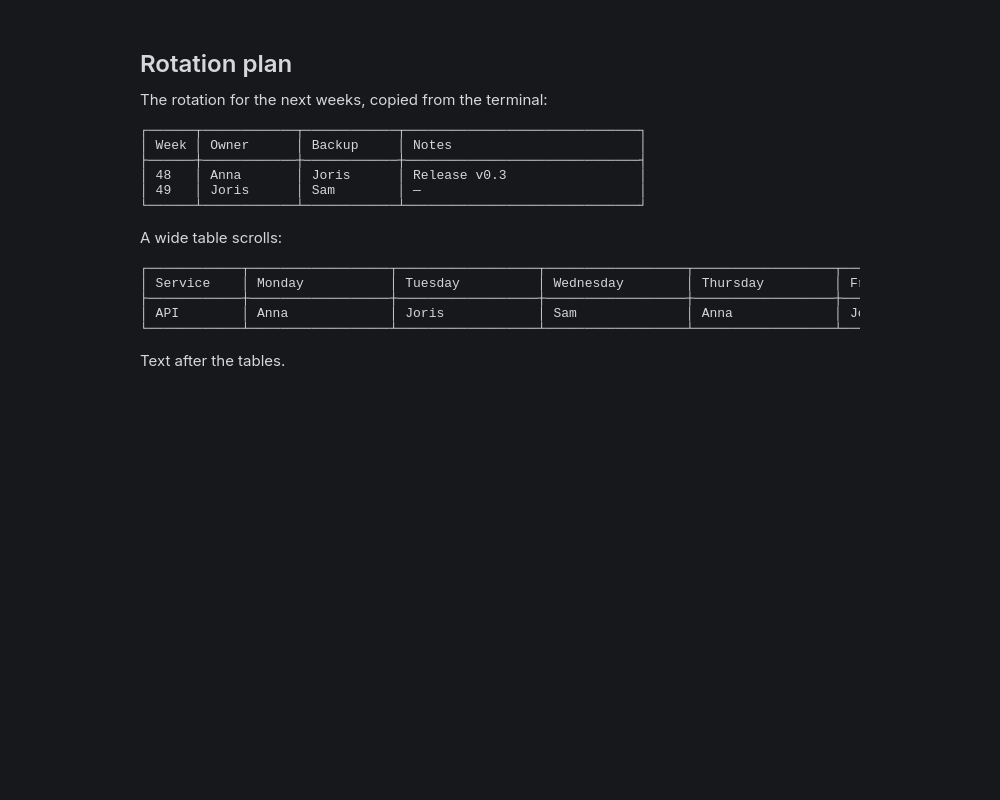 Rotation plan
The rotation for the next weeks, copied from the terminal:
Week Owner Backup Notes
48 Anna Joris Release v0.3
49 Joris Sam —
A wide table scrolls:
Service Monday Tuesday Wednesday Thursday
API Anna Joris Sam Anna
Text after the tables.